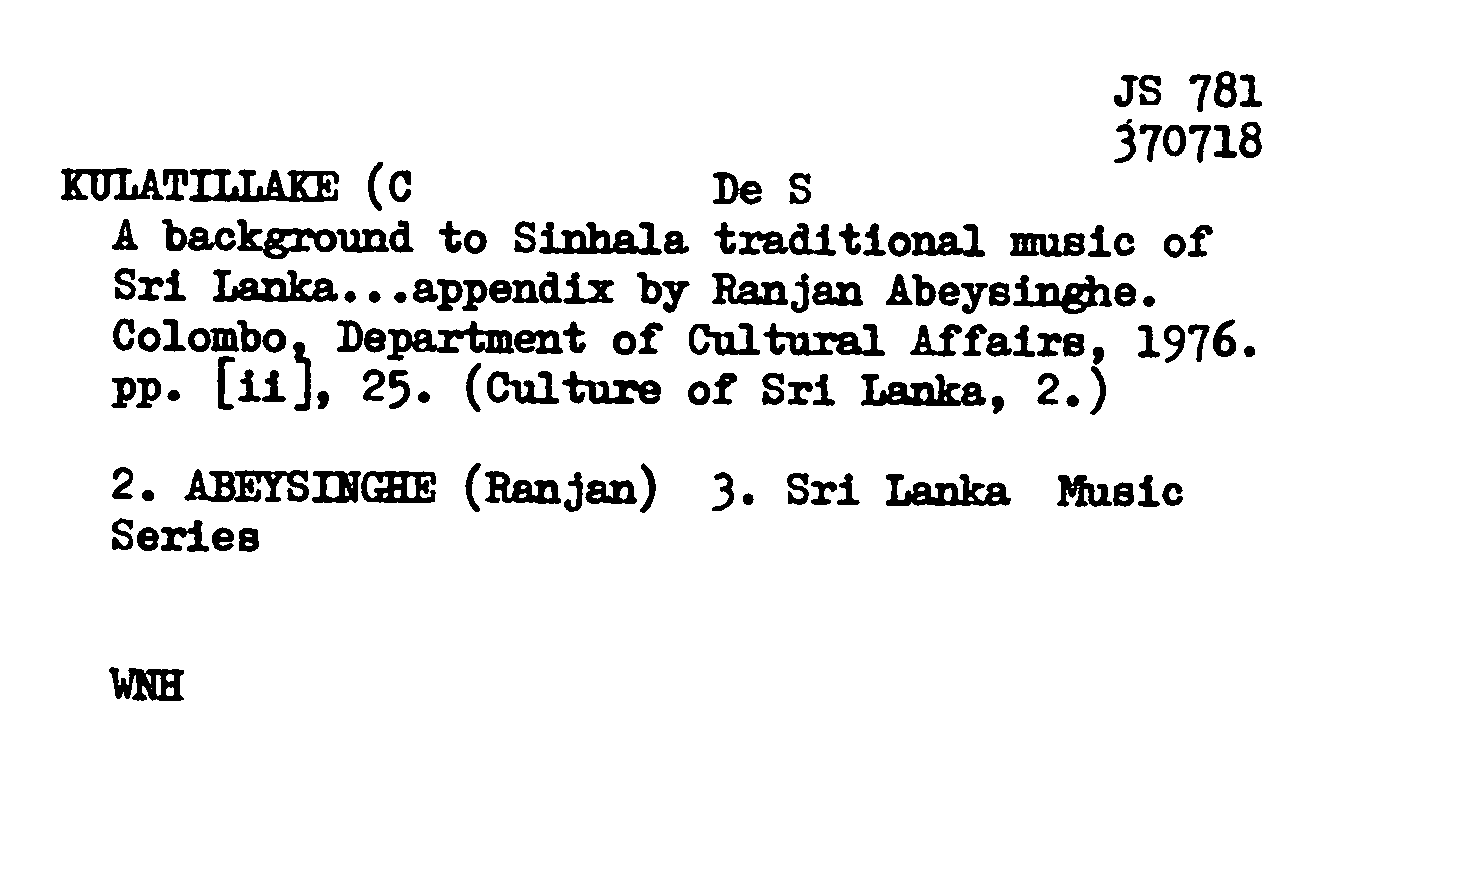 JS 781
370718
KULATILLAKE (C De S
A background to Sinhala traditional music of
Sri Lanka...appendix by Ranjan Abeysinghe.
Colombo, Department of Cultural Affairs, 1976.
pp. [ii], 25. (Culture of Sri Lanka, 2.)
2. ABEYSINGHE (Ranjan) 3. Sri Lanka Music
Series
WNH